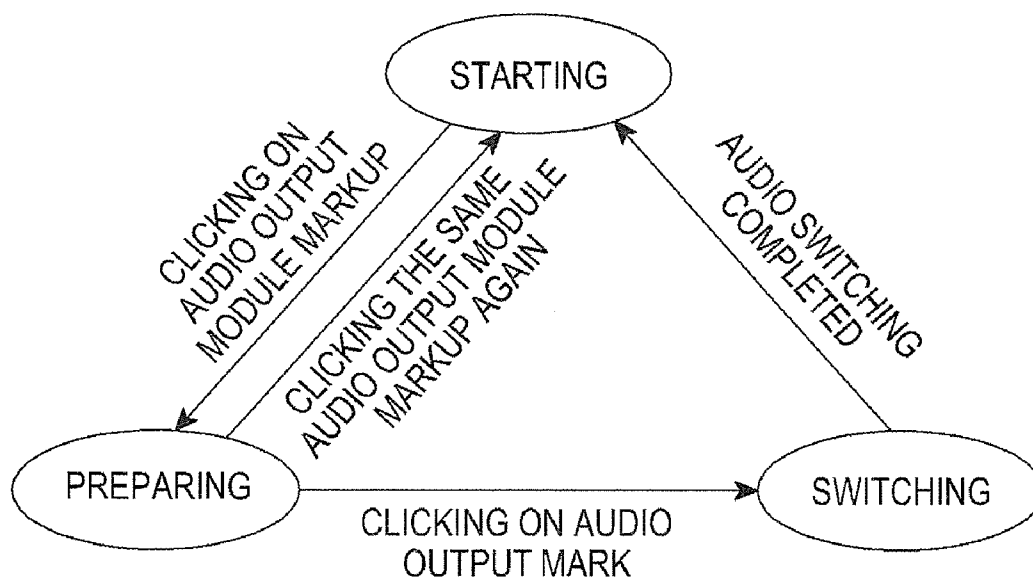 STARTING
CLICKING ON
AUDIO OUTPUT
MODULE MARKUP
CLICKING THE SAME
AUDIO OUTPUT MODULE
MARKUP AGAIN
AUDIO SWITCHING
COMPLETED
PREPARING
SWITCHING
CLICKING ON AUDIO
OUTPUT MARK